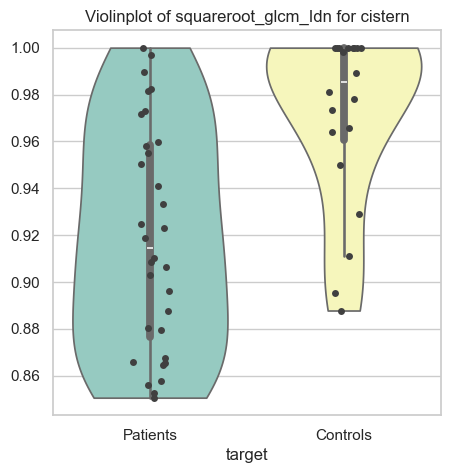 Violinplot of squareroot_glcm_Idn for cistern
1.00
0.98
0.96
0.94
0.92
0.90
0.88
0.86
Patients
Controls
target